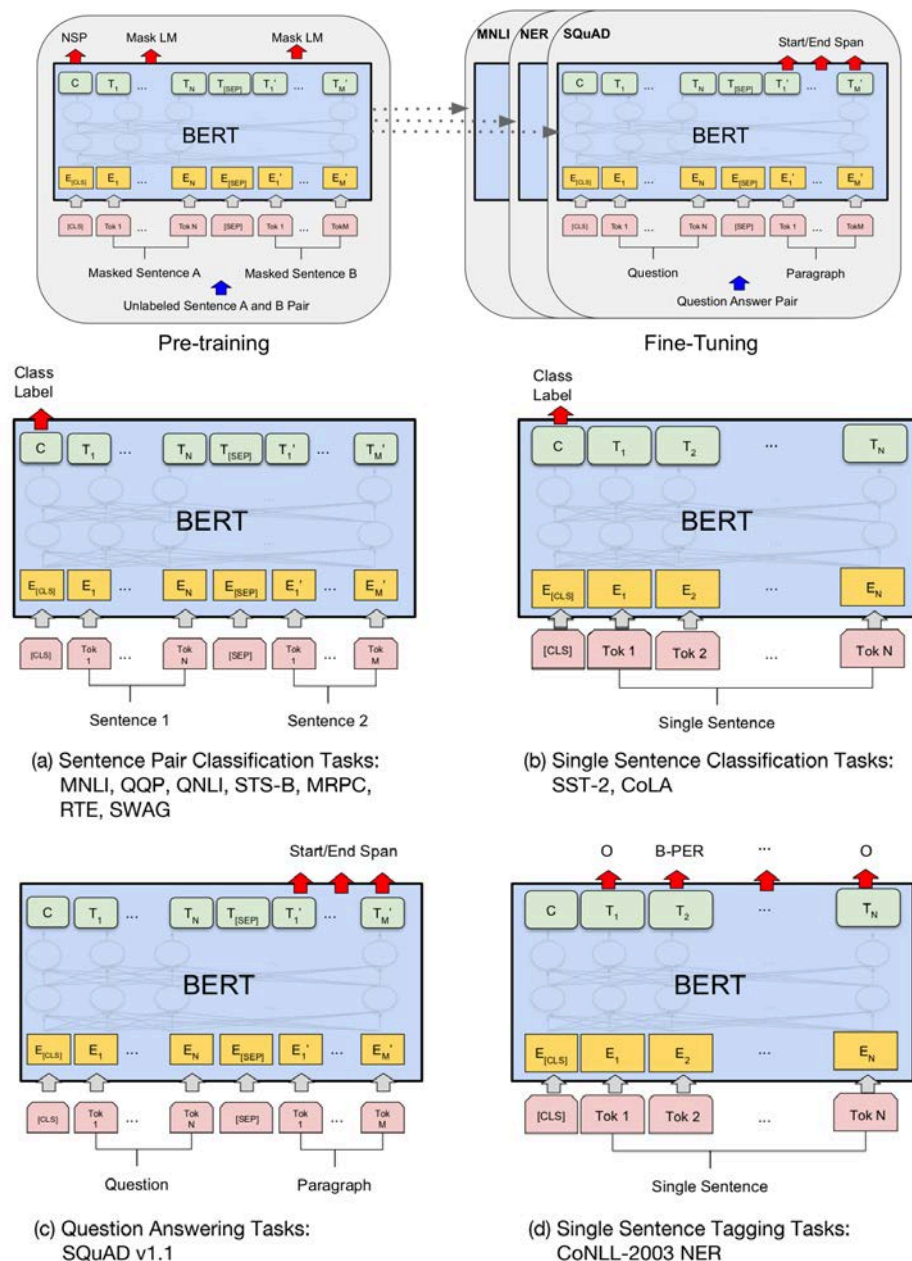 NSP Mask LM Mask LM
C T1 ... TN T[SEP] T1' ... TM'
BERT
E[CLS] E1 ... EN E[SEP] E1' ... EM'
[CLS] Tok 1 ... Tok N [SEP] Tok 1 ... TokM
Masked Sentence A Masked Sentence B
Unlabeled Sentence A and B Pair
Pre-training
MNLI NER SQuAD
Start/End Span
C T1 ... TN T[SEP] T1' ... TM'
BERT
E[CLS] E1 ... EN E[SEP] E1' ... EM'
[CLS] Tok 1 ... Tok N [SEP] Tok 1 ... TokM
Question Paragraph
Question Answer Pair
Fine-Tuning
Class
Label
C T1 ... TN T[SEP] T1' ... TM'
BERT
E[CLS] E1 ... EN E[SEP] E1' ... EM'
[CLS] Tok 1 ... Tok N [SEP] Tok 1 ... Tok M
Sentence 1 Sentence 2
(a) Sentence Pair Classification Tasks:
MNLI, QQP, QNLI, STS-B, MRPC,
RTE, SWAG
Class
Label
C T1 T2 ... TN
BERT
E[CLS] E1 E2 ... EN
[CLS] Tok 1 Tok 2 ... Tok N
Single Sentence
(b) Single Sentence Classification Tasks:
SST-2, CoLA
Start/End Span
C T1 ... TN T[SEP] T1' ... TM'
BERT
E[CLS] E1 ... EN E[SEP] E1' ... EM'
[CLS] Tok 1 ... Tok N [SEP] Tok 1 ... Tok M
Question Paragraph
(c) Question Answering Tasks:
SQuAD v1.1
O B-PER ... O
C T1 T2 ... TN
BERT
E[CLS] E1 E2 ... EN
[CLS] Tok 1 Tok 2 ... Tok N
Single Sentence
(d) Single Sentence Tagging Tasks:
CoNLL-2003 NER